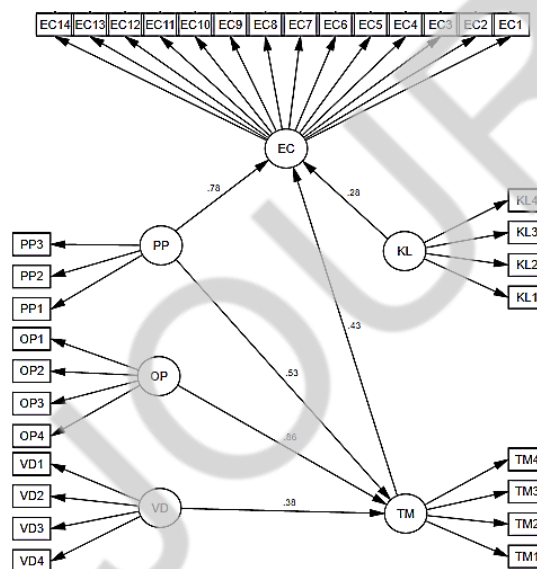 EC14 EC13 EC12 EC11 EC10 EC9 EC8 EC7 EC6 EC5 EC4 EC3 EC2 EC1
EC
.78
.28
PP
KL
PP3
PP2
PP1
KL4
KL3
KL2
KL1
.43
.53
OP1
OP2
OP3
OP4
OP
VD1
VD2
VD3
VD4
VD
.38
TM
TM4
TM3
TM2
TM1
JOUR